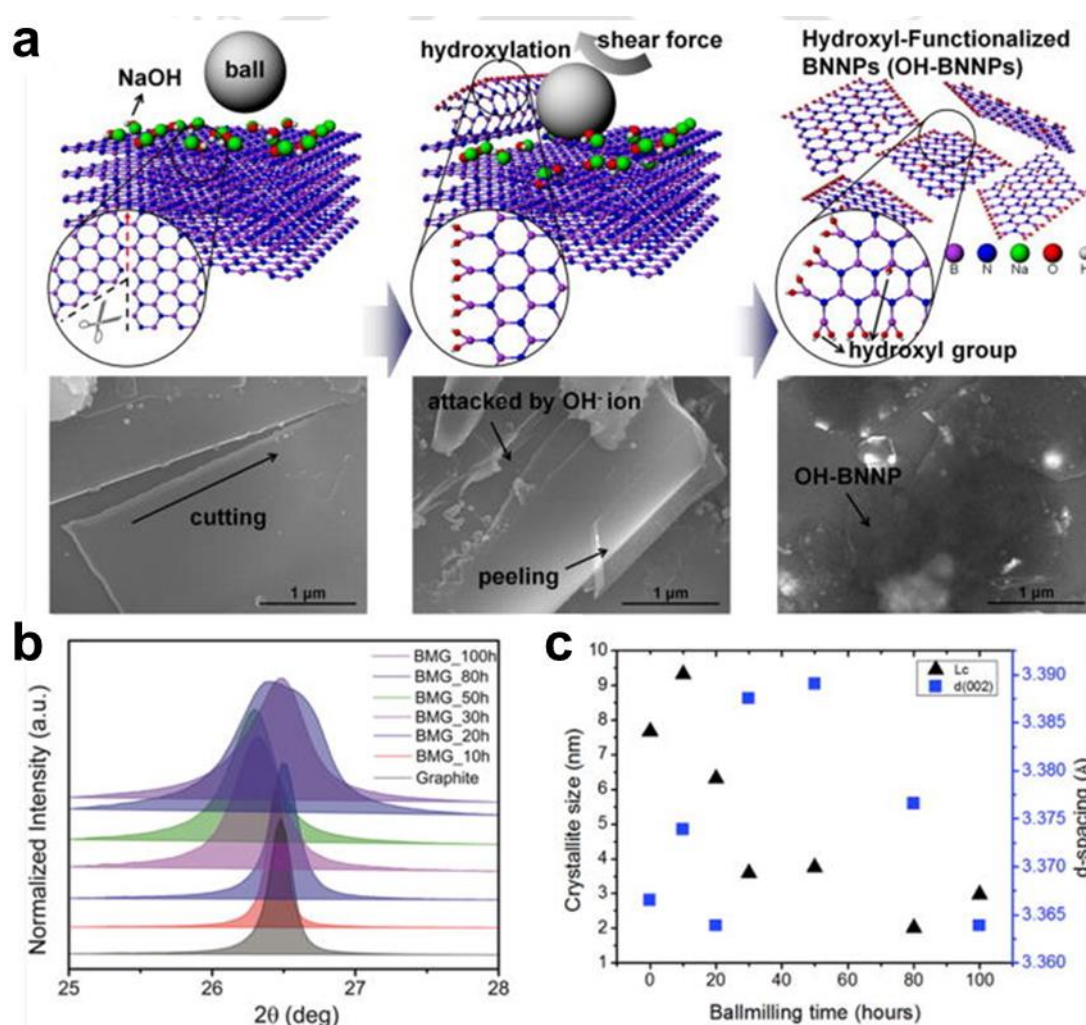 a
NaOH
ball
hydroxylation
shear force
Hydroxyl-Functionalized
BNNPs (OH-BNNPs)
B N Na O H
hydroxyl group
cutting
1 µm
attacked by OH⁻ ion
peeling
1 µm
OH-BNNP
1 µm
b
Normalized Intensity (a.u.)
BMG_100h
BMG_80h
BMG_50h
BMG_30h
BMG_20h
BMG_10h
Graphite
25 26 27 28
2θ (deg)
c
Crystallite size (nm)
10
9
8
7
6
5
4
3
2
1
Lc
d(002)
3.390
3.385
3.380
3.375
3.370
3.365
3.360
d-spacing (Å)
0 20 40 60 80 100
Ballmilling time (hours)